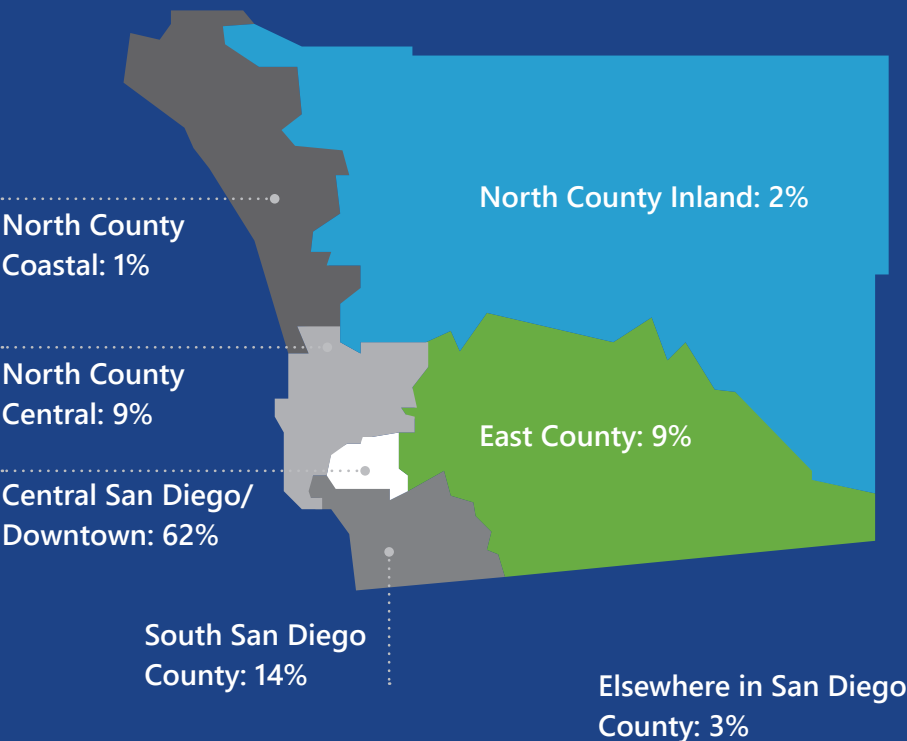 North County Inland: 2%
North County
Coastal: 1%
North County
Central: 9%
East County: 9%
Central San Diego/
Downtown: 62%
South San Diego
County: 14%
Elsewhere in San Diego
County: 3%